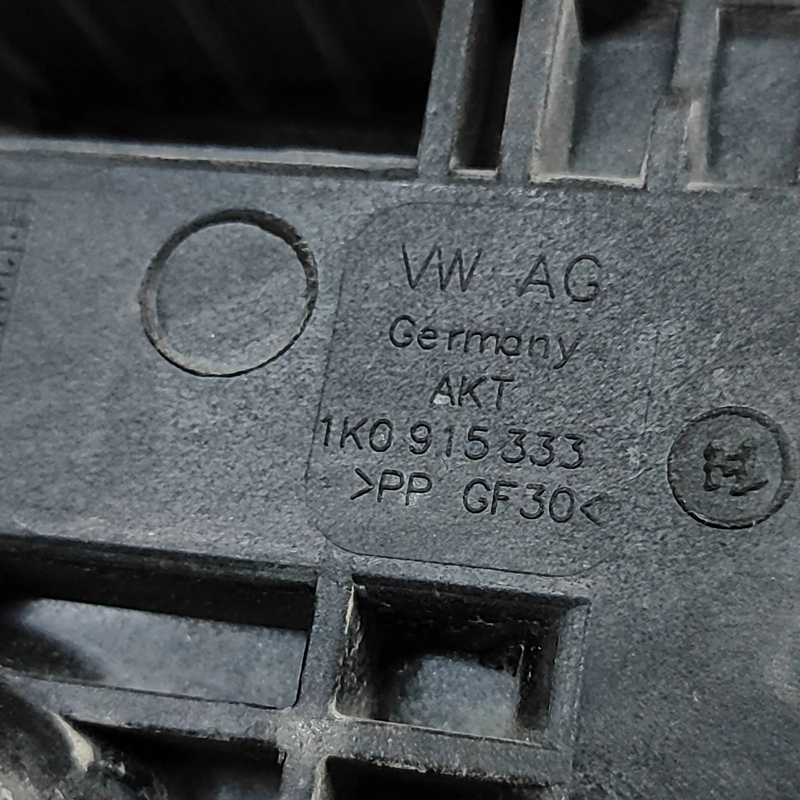 VW AG
Germany
AKT
1K0 915 333
>PP GF30<